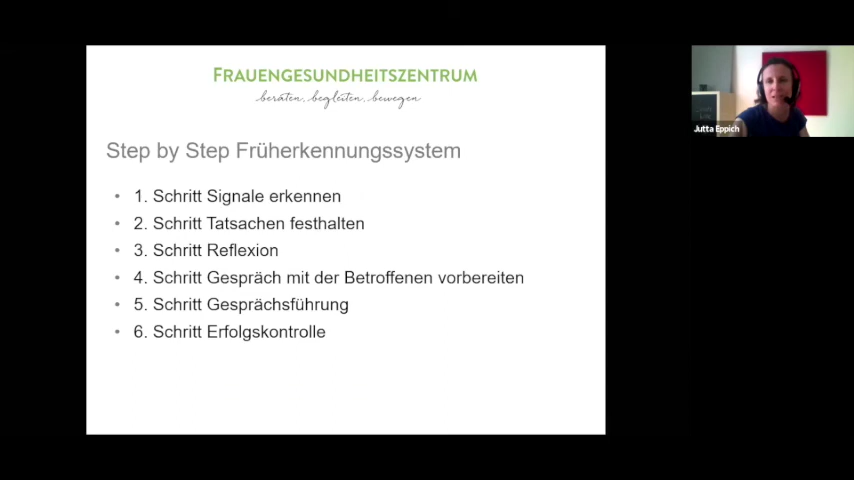 FRAUENGESUNDHEITSZENTRUM
beraten, begleiten, bewegen
Step by Step Früherkennungssystem
• 1. Schritt Signale erkennen
• 2. Schritt Tatsachen festhalten
• 3. Schritt Reflexion
• 4. Schritt Gespräch mit der Betroffenen vorbereiten
• 5. Schritt Gesprächsführung
• 6. Schritt Erfolgskontrolle
Jutta Eppich